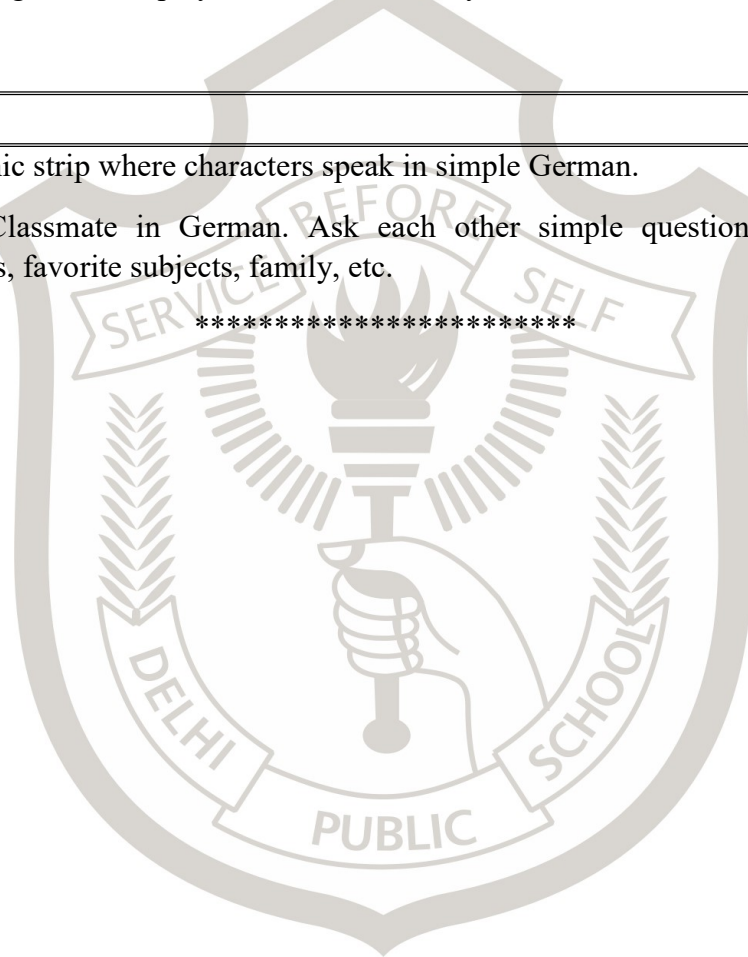 nic strip where characters speak in simple German.
Classmate in German. Ask each other simple question
s, favorite subjects, family, etc.
************************
SERVICE BEFORE SELF
DELHI PUBLIC SCHOOL